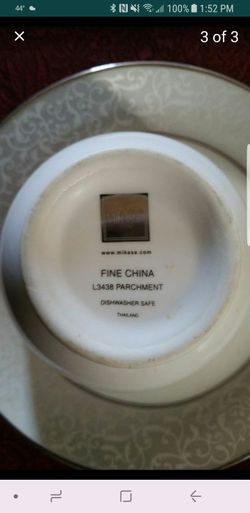 44°
100% 1:52 PM
3 of 3
www.mikasa.com
FINE CHINA
L3438 PARCHMENT
DISHWASHER SAFE
THAILAND